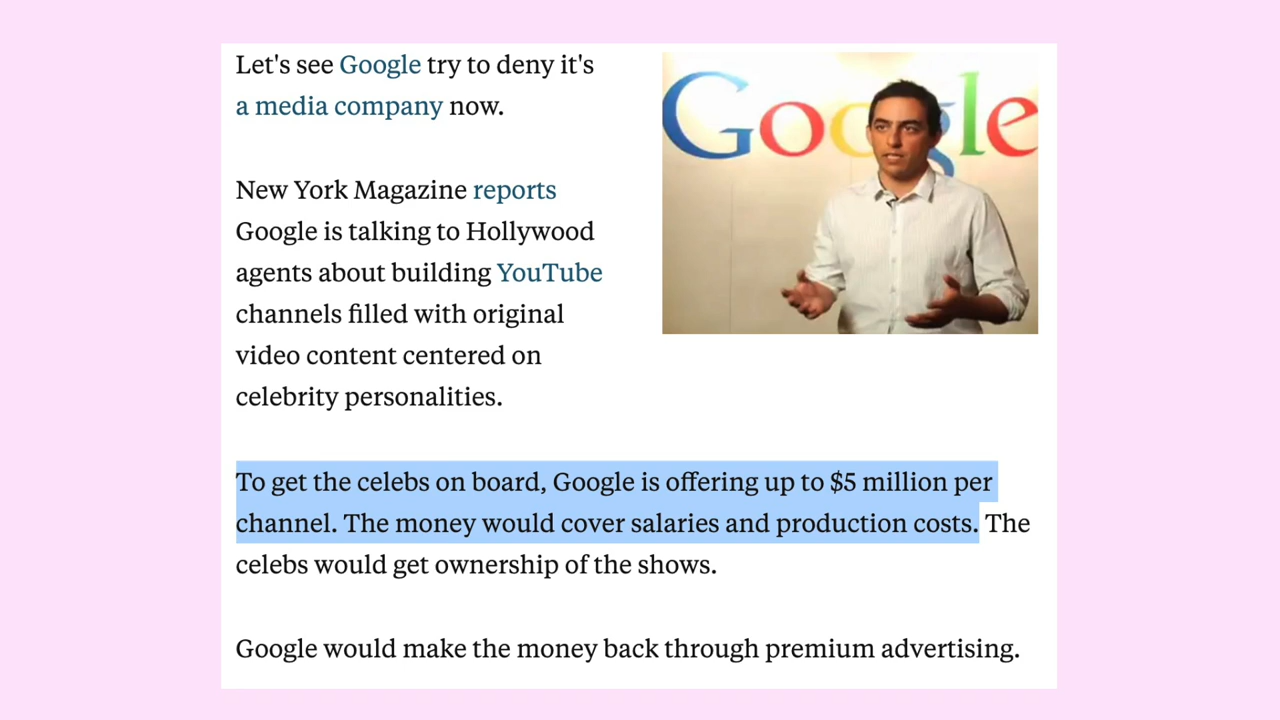 Let's see Google try to deny it's
a media company now.
Google
New York Magazine reports
Google is talking to Hollywood
agents about building YouTube
channels filled with original
video content centered on
celebrity personalities.
To get the celebs on board, Google is offering up to $5 million per
channel. The money would cover salaries and production costs. The
celebs would get ownership of the shows.
Google would make the money back through premium advertising.